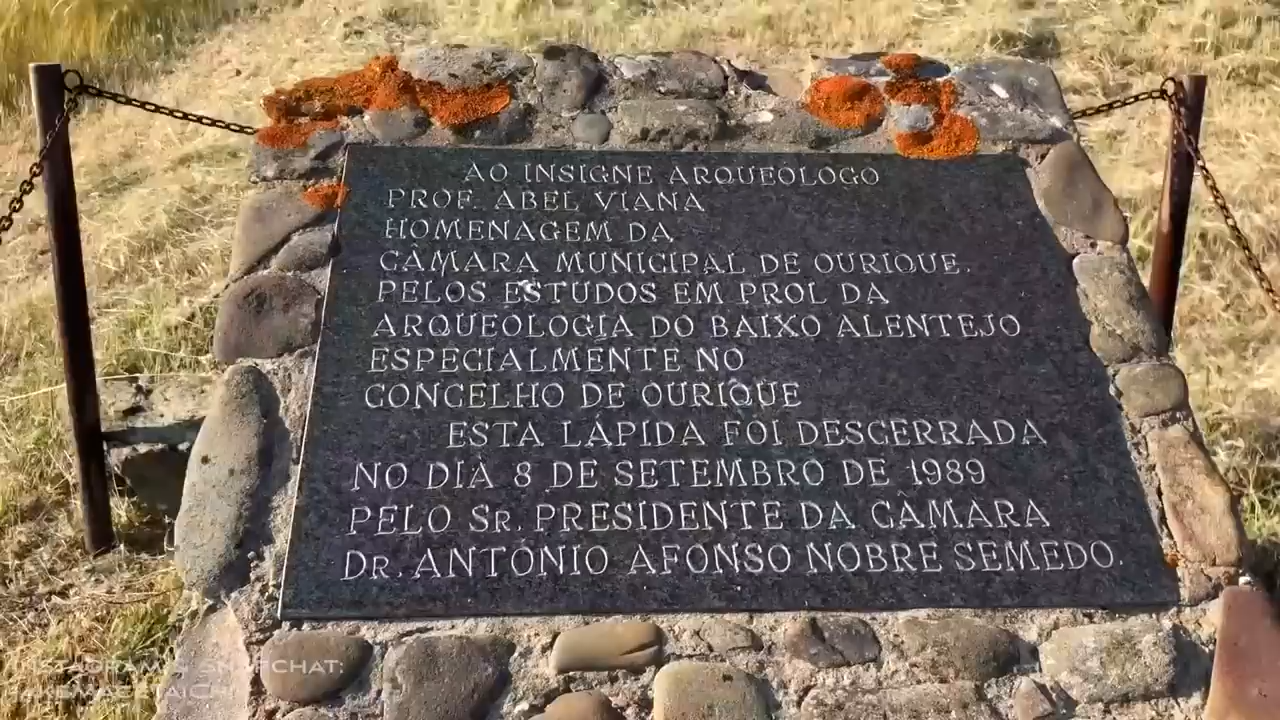 AO INSIGNE ARQUEOLOGO
PROF. ABEL VIANA
HOMENAGEM DA
CÂMARA MUNICIPAL DE OURIQUE.
PELOS ESTUDOS EM PROL DA
ARQUEOLOGIA DO BAIXO ALENTEJO
ESPECIALMENTE NO
CONCELHO DE OURIQUE
ESTA LÁPIDA FOI DESCERRADA
NO DIA 8 DE SETEMBRO DE 1989
PELO SR. PRESIDENTE DA CÂMARA
DR. ANTÓNIO AFONSO NOBRE SEMEDO.
INSTAGRAM & SNAPCHAT: